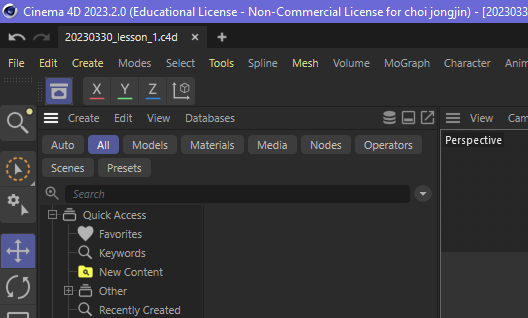 Cinema 4D 2023.2.0 (Educational License - Non-Commercial License for choi jongjin) - [2023033
20230330_lesson_1.c4d
File Edit Create Modes Select Tools Spline Mesh Volume MoGraph Character Anim
X Y Z
Create Edit View Databases
View Cam
Auto All Models Materials Media Nodes Operators
Perspective
Scenes Presets
Search
Quick Access
Favorites
Keywords
New Content
Other
Recently Created